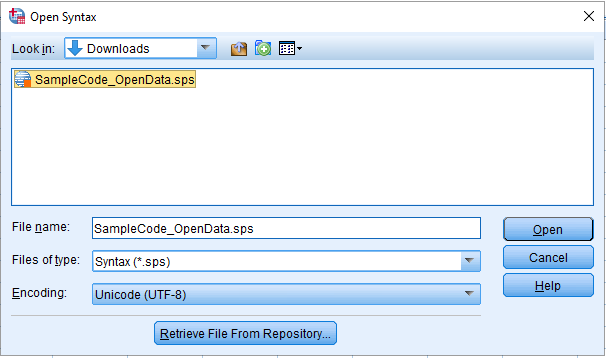 Open Syntax
Look in: Downloads
SampleCode_OpenData.sps
File name: SampleCode_OpenData.sps Open
Files of type: Syntax (*.sps) Cancel
Encoding: Unicode (UTF-8) Help
Retrieve File From Repository...